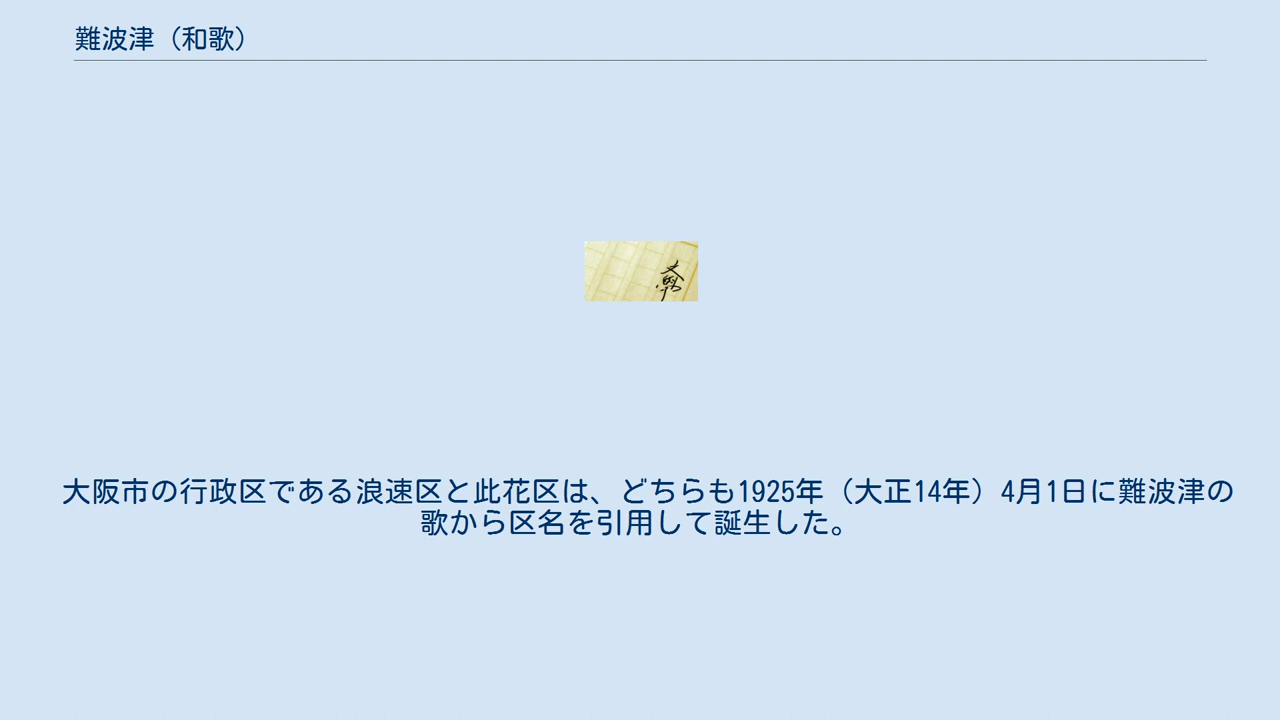 難波津（和歌）
大阪市の行政区である浪速区と此花区は、どちらも1925年（大正14年）4月1日に難波津の
歌から区名を引用して誕生した。